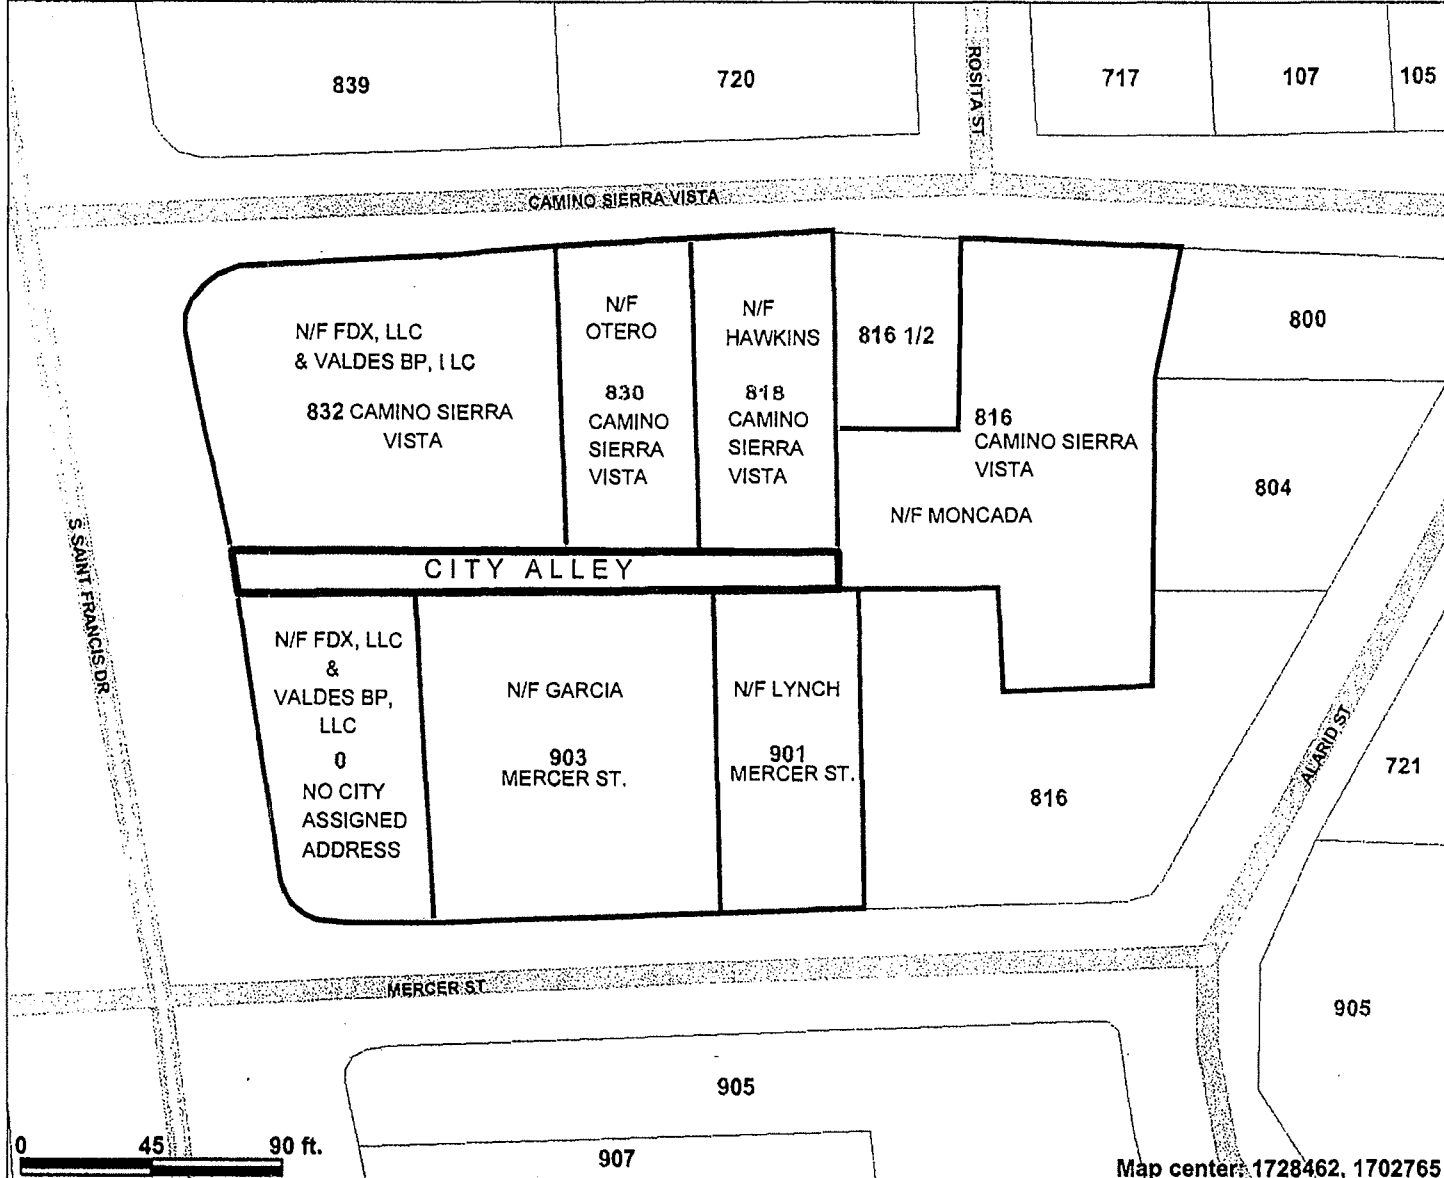 839
720
ROSITA ST
717
107
105
CAMINO SIERRA VISTA
N/F FDX, LLC
& VALDES BP, LLC
832 CAMINO SIERRA
VISTA
N/F
OTERO
830
CAMINO
SIERRA
VISTA
N/F
HAWKINS
818
CAMINO
SIERRA
VISTA
816 1/2
816
CAMINO SIERRA
VISTA
N/F MONCADA
800
804
S SAINT FRANCIS DR
CITY ALLEY
N/F FDX, LLC
&
VALDES BP,
LLC
0
NO CITY
ASSIGNED
ADDRESS
N/F GARCIA
903
MERCER ST.
N/F LYNCH
901
MERCER ST.
816
ALARID ST
721
MERCER ST
905
905
907
0 45 90 ft.
Map center: 1728462, 1702765